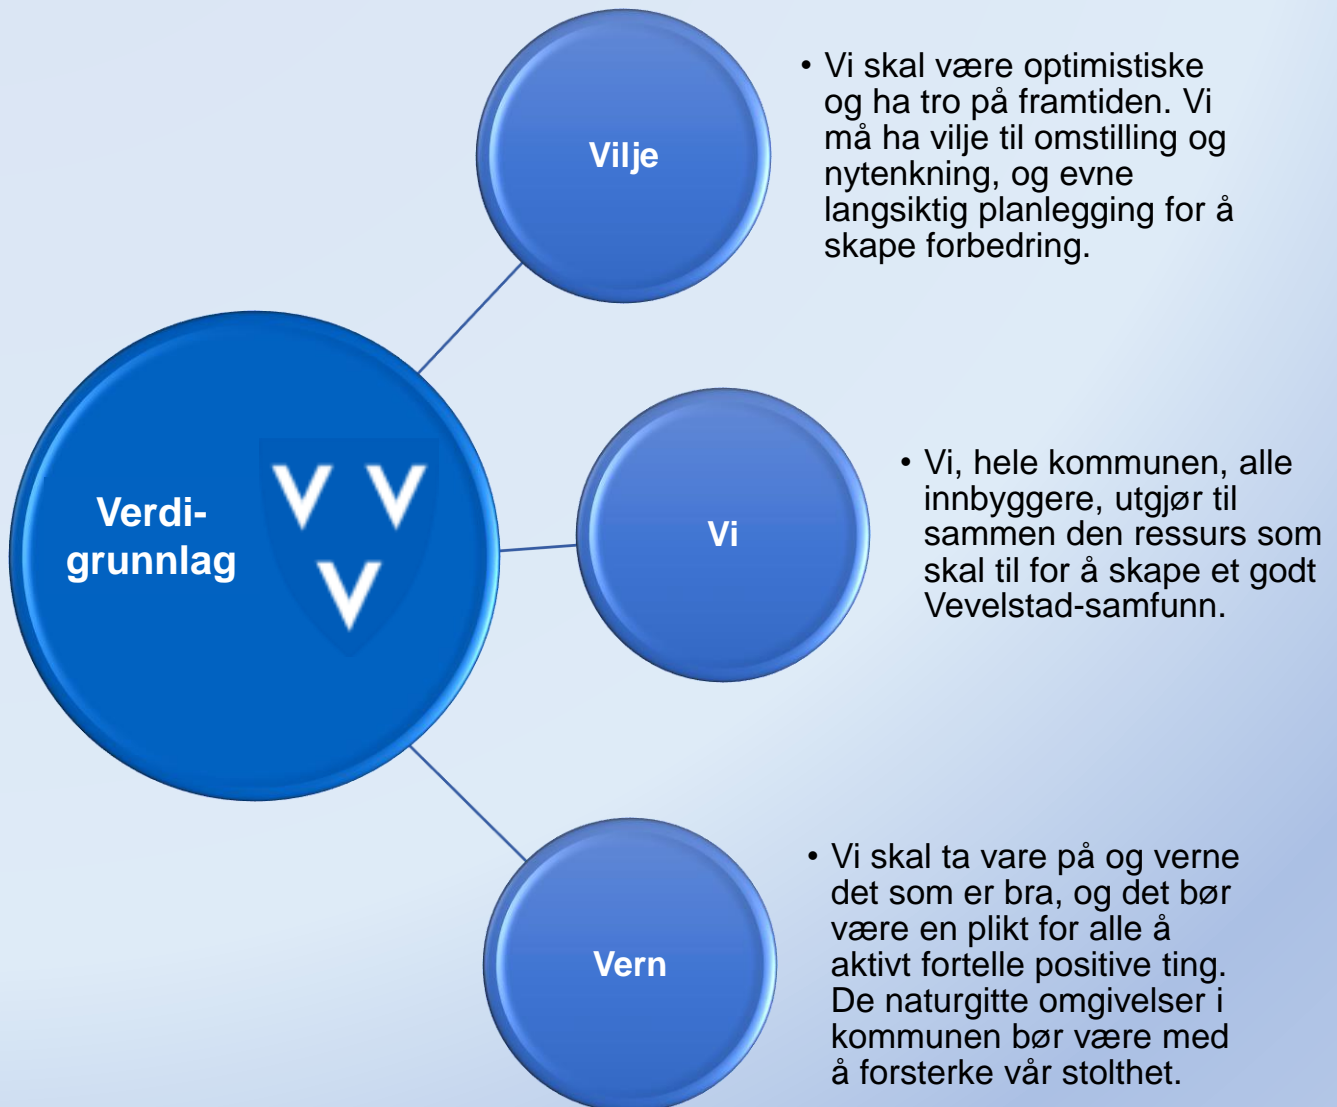 Vilje
• Vi skal være optimistiske
og ha tro på framtiden. Vi
må ha vilje til omstilling og
nytenkning, og evne
langsiktig planlegging for å
skape forbedring.
Verdi-
grunnlag
V V
V
Vi
• Vi, hele kommunen, alle
innbyggere, utgjør til
sammen den ressurs som
skal til for å skape et godt
Vevelstad-samfunn.
Vern
• Vi skal ta vare på og verne
det som er bra, og det bør
være en plikt for alle å
aktivt fortelle positive ting.
De naturgitte omgivelser i
kommunen bør være med
å forsterke vår stolthet.